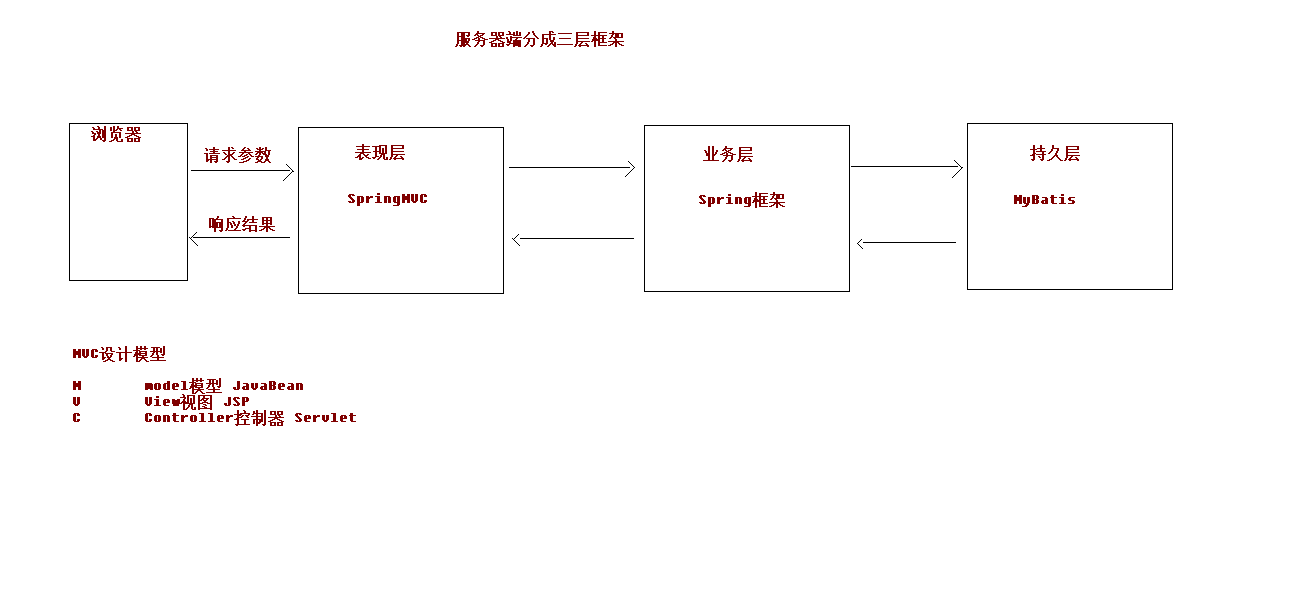 服务器端分成三层框架
浏览器
请求参数
响应结果
表现层
SpringMVC
业务层
Spring框架
持久层
MyBatis
MVC设计模型
M model模型 JavaBean
V View视图 JSP
C Controller控制器 Servlet